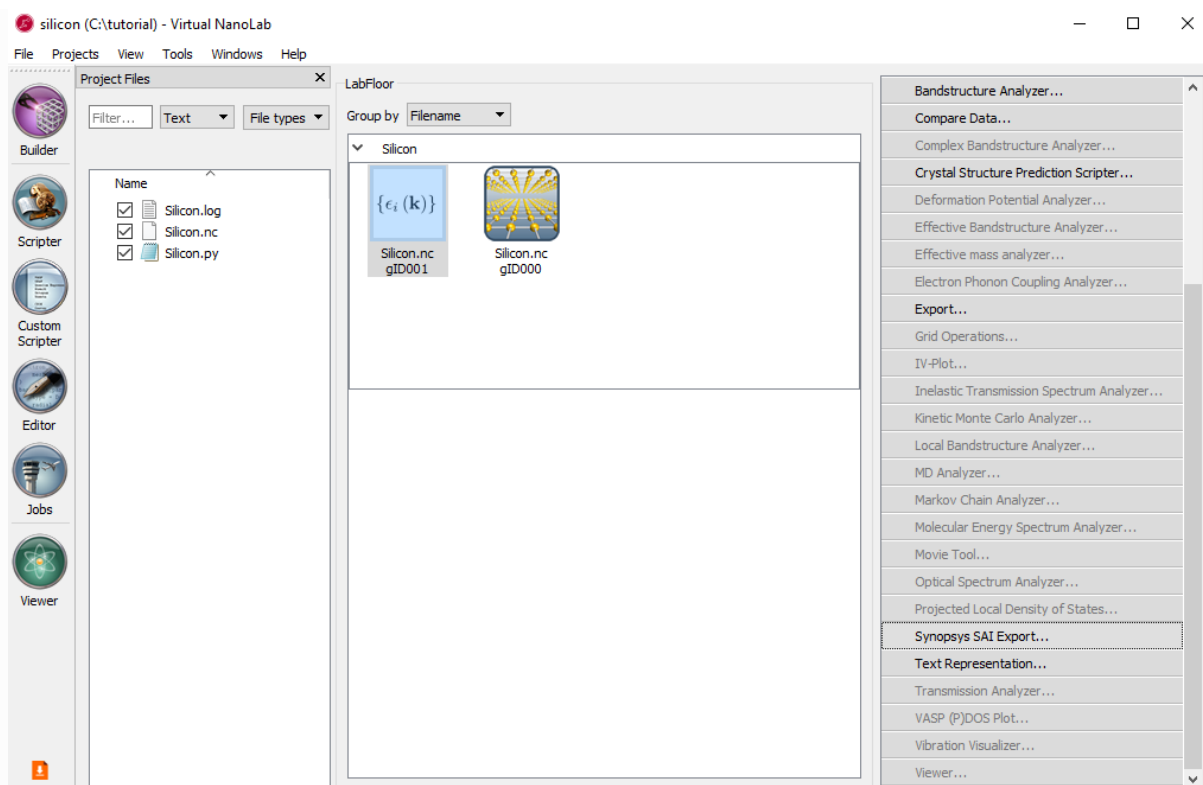 silicon (C:\tutorial) - Virtual NanoLab
File Projects View Tools Windows Help
Builder
Scripter
Custom
Scripter
Editor
Jobs
Viewer
Project Files
Filter... Text File types
Name
Silicon.log
Silicon.nc
Silicon.py
LabFloor
Group by Filename
Silicon
{ϵᵢ (𝐤)}
Silicon.nc
gID001
Silicon.nc
gID000
Bandstructure Analyzer...
Compare Data...
Complex Bandstructure Analyzer...
Crystal Structure Prediction Scripter...
Deformation Potential Analyzer...
Effective Bandstructure Analyzer...
Effective mass analyzer...
Electron Phonon Coupling Analyzer...
Export...
Grid Operations...
IV-Plot...
Inelastic Transmission Spectrum Analyzer...
Kinetic Monte Carlo Analyzer...
Local Bandstructure Analyzer...
MD Analyzer...
Markov Chain Analyzer...
Molecular Energy Spectrum Analyzer...
Movie Tool...
Optical Spectrum Analyzer...
Projected Local Density of States...
Synopsys SAI Export...
Text Representation...
Transmission Analyzer...
VASP (P)DOS Plot...
Vibration Visualizer...
Viewer...